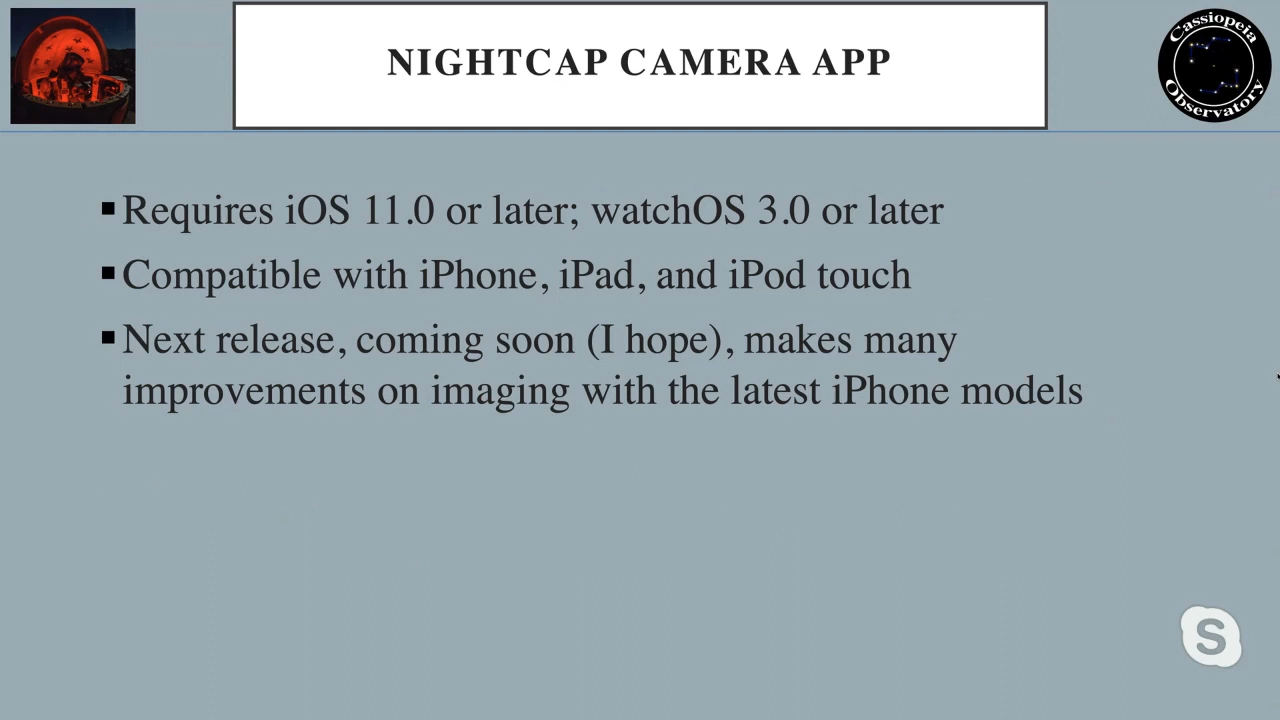 NIGHTCAP CAMERA APP
Cassiopeia
Observatory
Requires iOS 11.0 or later; watchOS 3.0 or later
Compatible with iPhone, iPad, and iPod touch
Next release, coming soon (I hope), makes many
improvements on imaging with the latest iPhone models
S